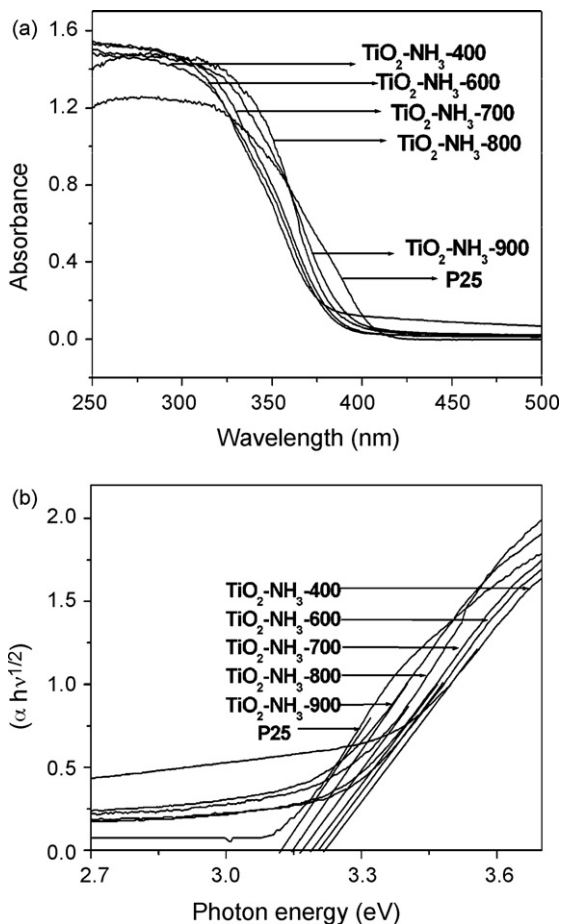 (a)
1.6
1.2
0.8
0.4
0.0
Absorbance
TiO₂-NH₃-400
TiO₂-NH₃-600
TiO₂-NH₃-700
TiO₂-NH₃-800
TiO₂-NH₃-900
P25
250 300 350 400 450 500
Wavelength (nm)
(b)
2.0
1.5
1.0
0.5
0.0
(α hν^1/2)
TiO₂-NH₃-400
TiO₂-NH₃-600
TiO₂-NH₃-700
TiO₂-NH₃-800
TiO₂-NH₃-900
P25
2.7 3.0 3.3 3.6
Photon energy (eV)